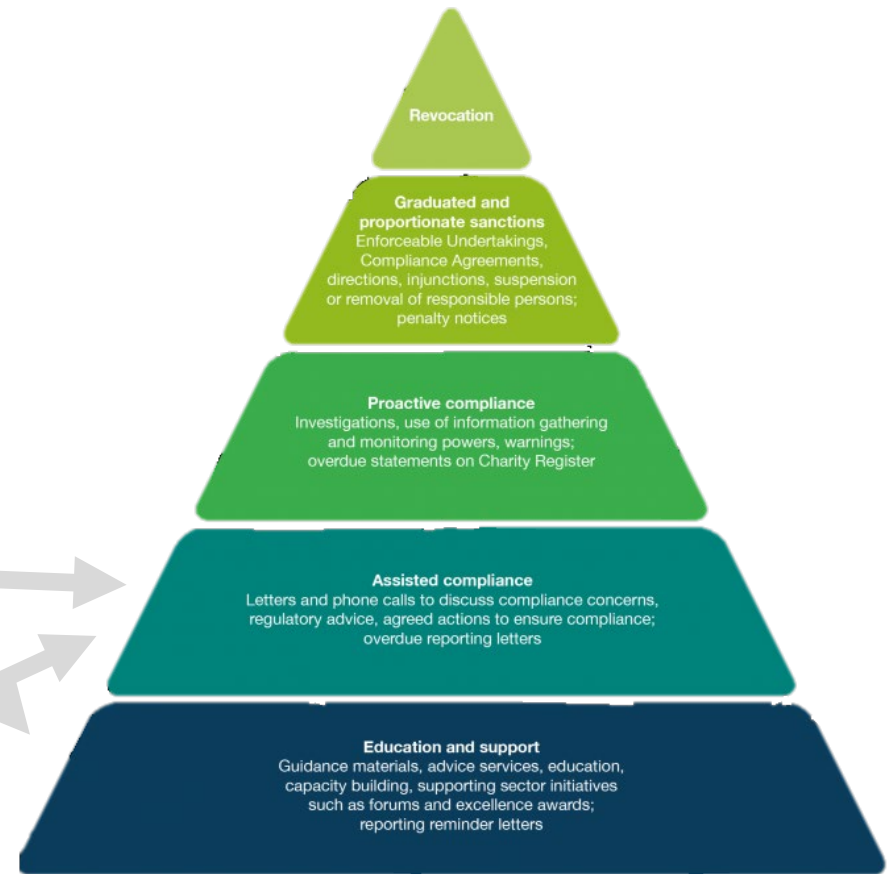 Revocation
Graduated and
proportionate sanctions
Enforceable Undertakings,
Compliance Agreements,
directions, injunctions, suspension
or removal of responsible persons;
penalty notices
Proactive compliance
Investigations, use of information gathering
and monitoring powers, warnings;
overdue statements on Charity Register
Assisted compliance
Letters and phone calls to discuss compliance concerns,
regulatory advice, agreed actions to ensure compliance;
overdue reporting letters
Education and support
Guidance materials, advice services, education,
capacity building, supporting sector initiatives
such as forums and excellence awards;
reporting reminder letters